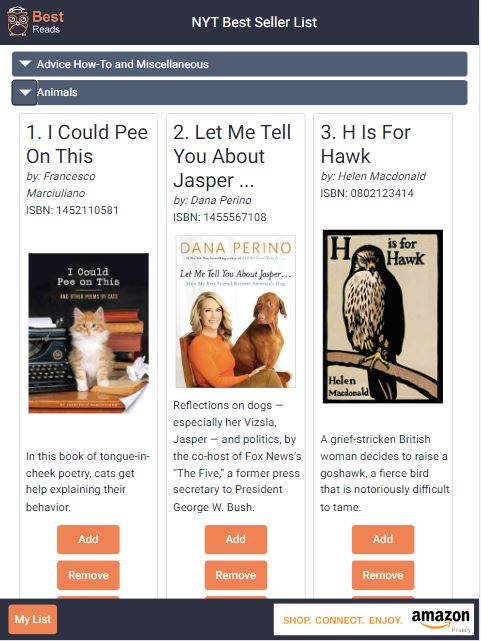 Best
Reads
NYT Best Seller List
Advice How-To and Miscellaneous
Animals
1. I Could Pee
On This
by: Francesco
Marciuliano
ISBN: 1452110581
I Could
Pee on This
AND OTHER POEMS BY CATS
BY FRANCESCO MARCIULIANO
In this book of tongue-in-
cheek poetry, cats get
help explaining their
behavior.
Add
Remove
2. Let Me Tell
You About
Jasper ...
by: Dana Perino
ISBN: 1455567108
DANA PERINO
Let Me Tell You About Jasper...
How My Best Friend Became America's Dog
Reflections on dogs —
especially her Vizsla,
Jasper — and politics, by
the co-host of Fox News's
“The Five,” a former press
secretary to President
George W. Bush.
Add
Remove
3. H Is For
Hawk
by: Helen Macdonald
ISBN: 0802123414
H is for
Hawk
Helen
Macdonald
A grief-stricken British
woman decides to raise a
goshawk, a fierce bird
that is notoriously difficult
to tame.
Add
Remove
My List
SHOP. CONNECT. ENJOY.
amazon
Privacy